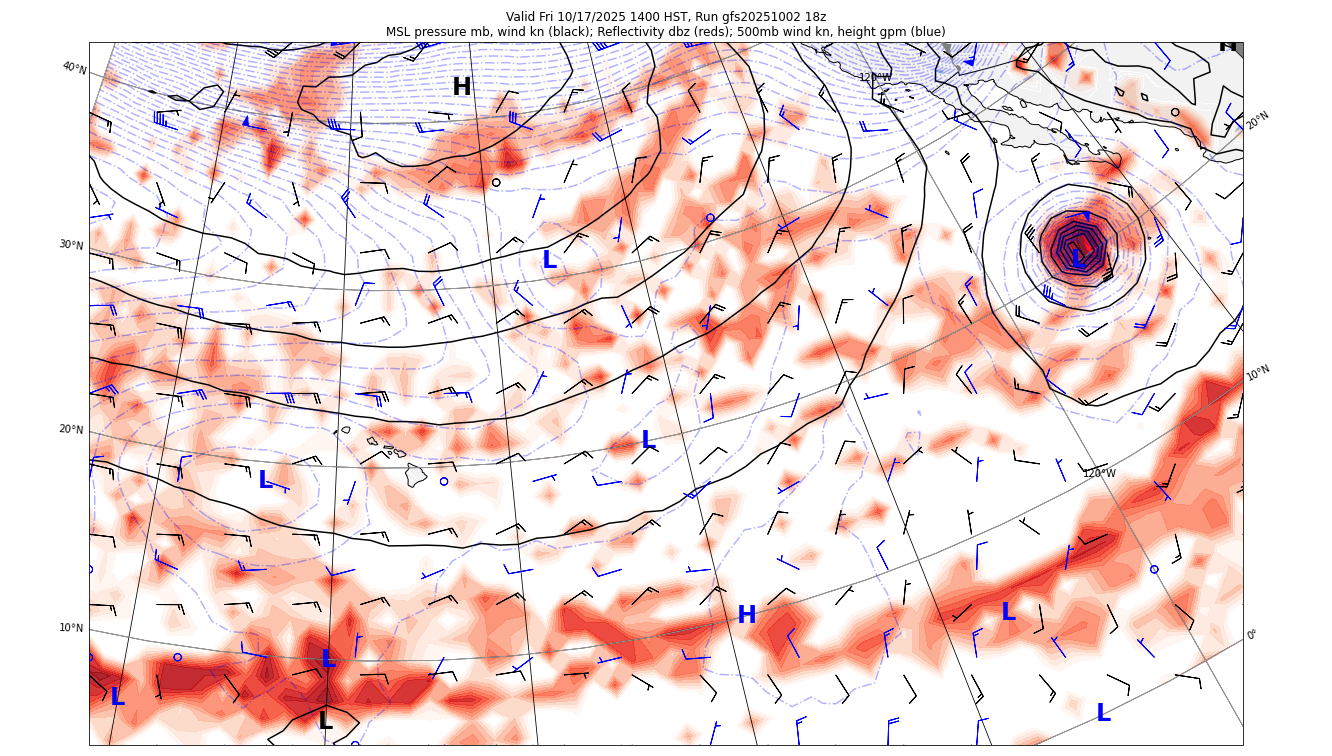 Valid Fri 10/17/2025 1400 HST, Run gfs20251002 18z
MSL pressure mb, wind kn (black); Reflectivity dbz (reds); 500mb wind kn, height gpm (blue)
H
40°N
120°W
H
20°N
30°N
L
L
10°N
20°N
L
120°W
L
10°N
H
L
0°
L
L
L
L
L